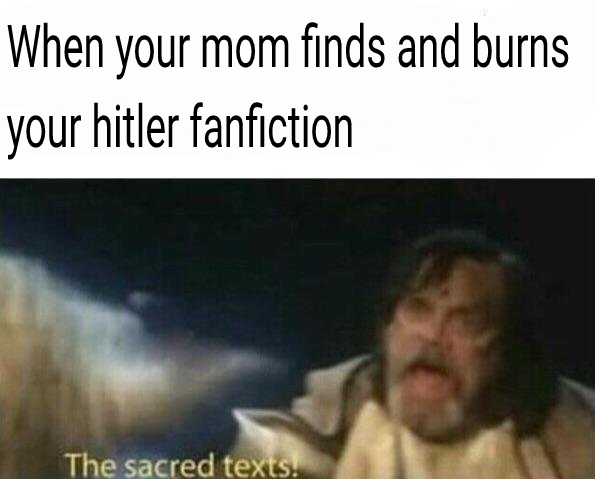 When your mom finds and burns
your hitler fanfiction
The sacred texts!